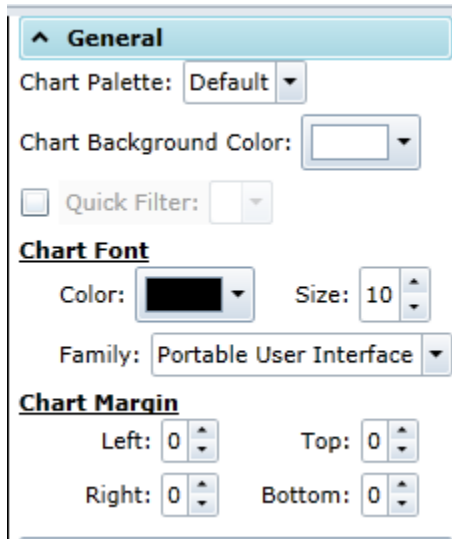 General
Chart Palette: Default
Chart Background Color:
Quick Filter:
Chart Font
Color: Size: 10
Family: Portable User Interface
Chart Margin
Left: 0 Top: 0
Right: 0 Bottom: 0